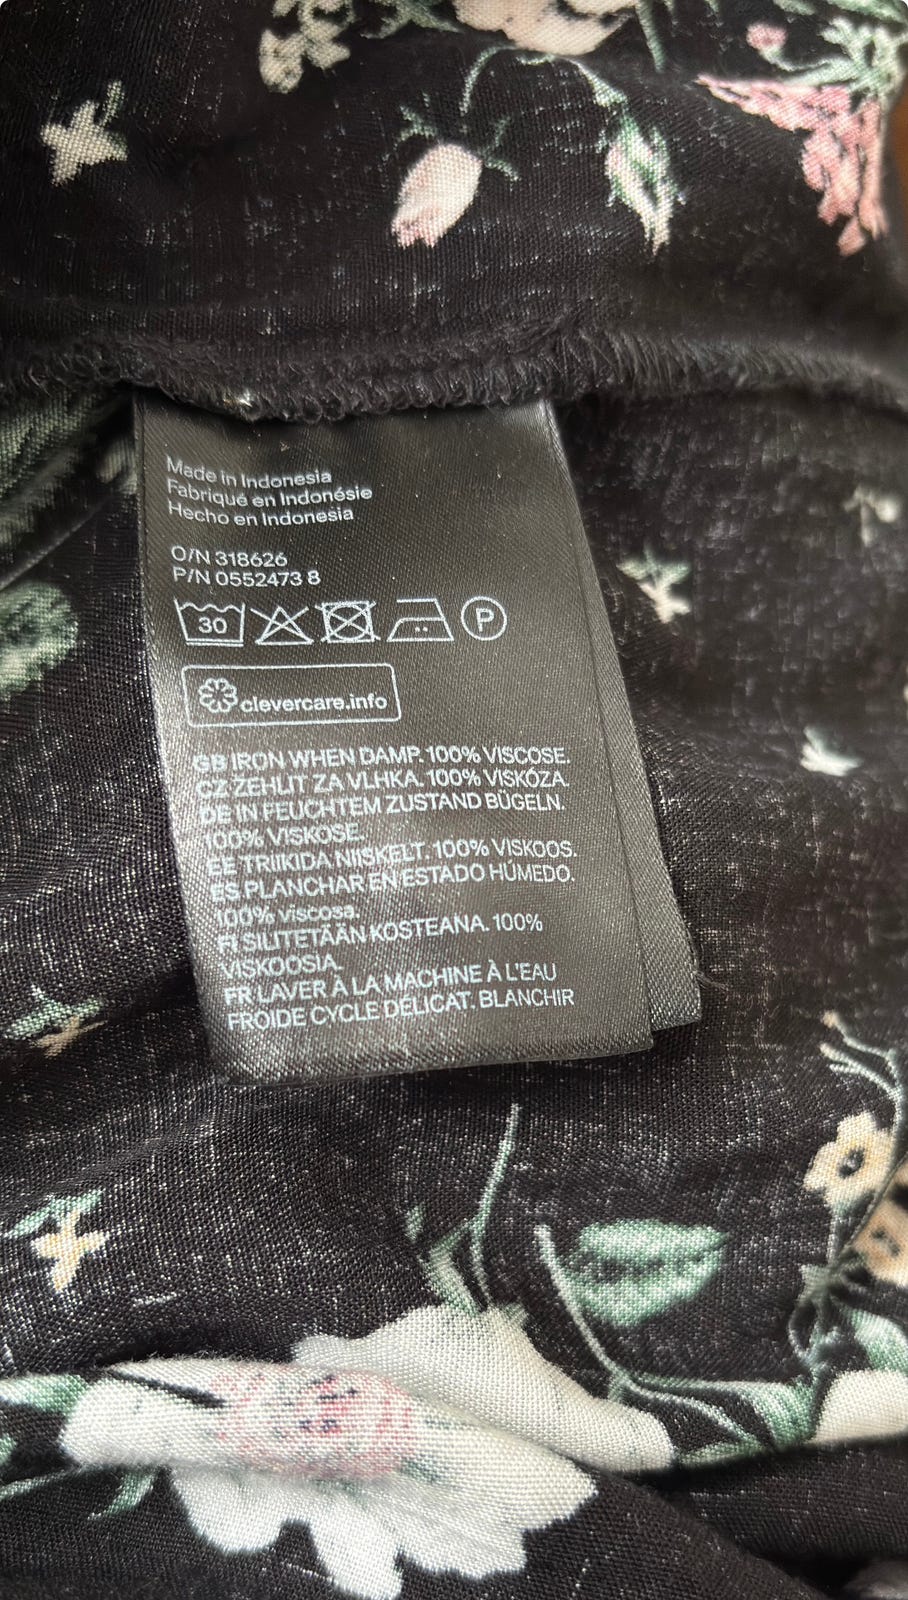 Made in Indonesia
Fabriqué en Indonésie
Hecho en Indonesia
O/N 318626
P/N 0552473 8
30 P
clevercare.info
GB IRON WHEN DAMP. 100% VISCOSE.
CZ ZEHLIT ZA VLHKA. 100% VISKÓZA.
DE IN FEUCHTEM ZUSTAND BÜGELN.
100% VISKOSE.
EE TRIIKIDA NIISKELT. 100% VISKOOS.
ES PLANCHAR EN ESTADO HÚMEDO.
100% viscosa.
FI SILITETÄÄN KOSTEANA. 100%
VISKOOSIA.
FR LAVER À LA MACHINE À L'EAU
FROIDE CYCLE DÉLICAT. BLANCHIR